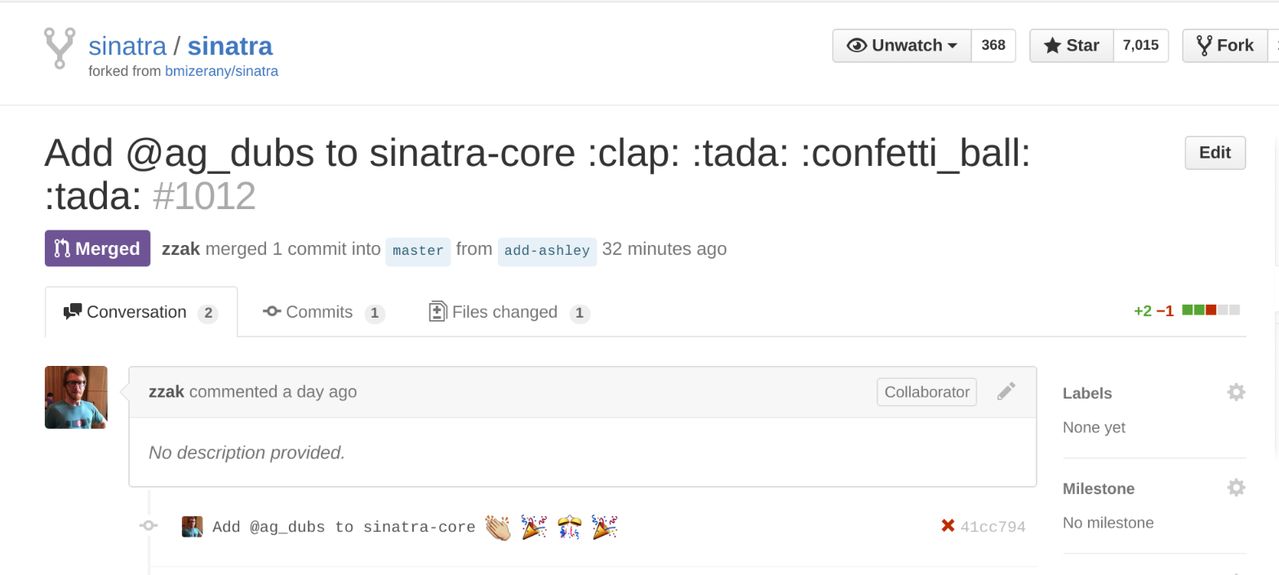 sinatra / sinatra
forked from bmizerany/sinatra
Unwatch 368
Star 7,015
Fork
Add @ag_dubs to sinatra-core :clap: :tada: :confetti_ball:
:tada: #1012
Edit
Merged zzak merged 1 commit into master from add-ashley 32 minutes ago
Conversation 2
Commits 1
Files changed 1
+2 −1
zzak commented a day ago
Collaborator
No description provided.
Add @ag_dubs to sinatra-core 👏 🎉 🎊 🎉
41cc794
Labels
None yet
Milestone
No milestone